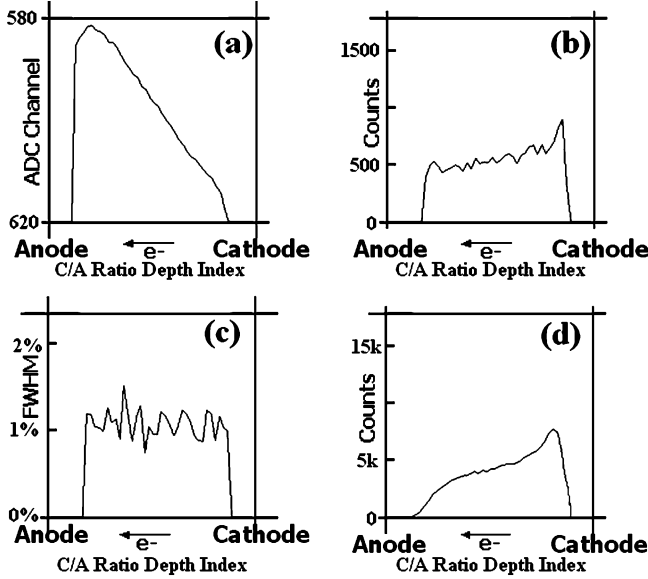 580
(a)
ADC Channel
620
Anode e- Cathode
C/A Ratio Depth Index
(b)
1500
Counts
500
0
Anode e- Cathode
C/A Ratio Depth Index
(c)
2%
FWHM
1%
0%
Anode e- Cathode
C/A Ratio Depth Index
(d)
15k
Counts
5k
0
Anode e- Cathode
C/A Ratio Depth Index